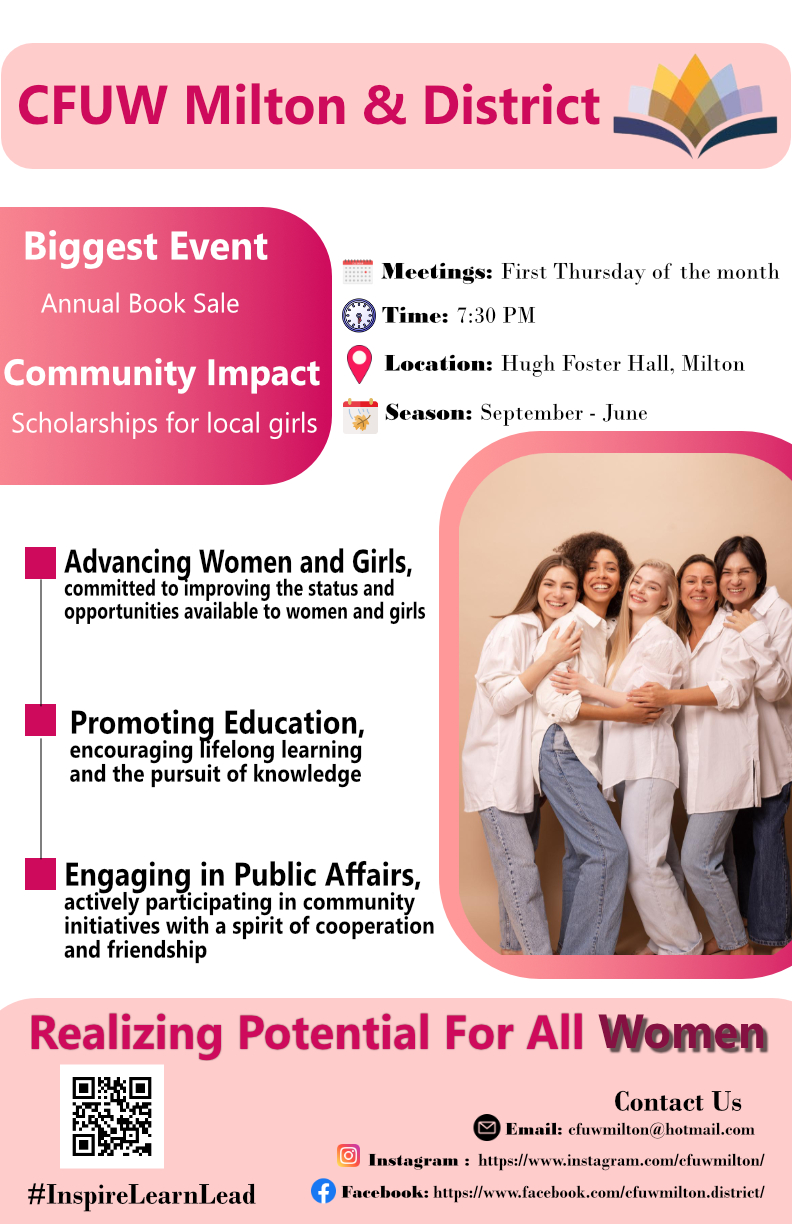 CFUW Milton & District
Biggest Event
Annual Book Sale
Community Impact
Scholarships for local girls
Meetings: First Thursday of the month
Time: 7:30 PM
Location: Hugh Foster Hall, Milton
Season: September - June
Advancing Women and Girls,
committed to improving the status and
opportunities available to women and girls
Promoting Education,
encouraging lifelong learning
and the pursuit of knowledge
Engaging in Public Affairs,
actively participating in community
initiatives with a spirit of cooperation
and friendship
Realizing Potential For All Women
#InspireLearnLead
Contact Us
Email: cfuwmilton@hotmail.com
Instagram : https://www.instagram.com/cfuwmilton/
Facebook: https://www.facebook.com/cfuwmilton.district/